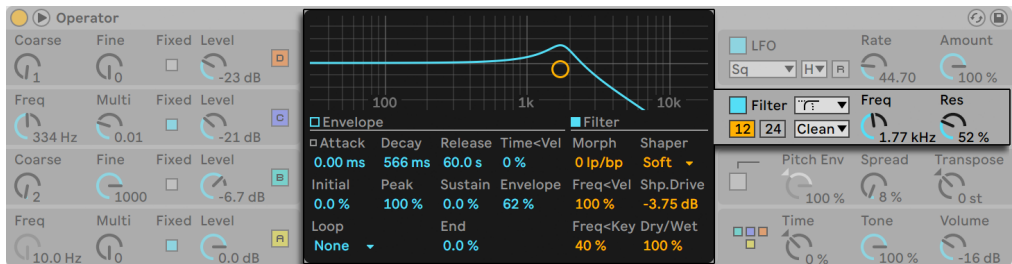 Operator
Coarse Fine Fixed Level
1 0 -23 dB D
Freq Multi Fixed Level
334 Hz 0.01 -21 dB C
Coarse Fine Fixed Level
2 1000 -6.7 dB B
Freq Multi Fixed Level
10.0 Hz 0 0.0 dB A
100 1k 10k
Envelope Filter
Attack Decay Release Time<Vel Morph Shaper
0.00 ms 566 ms 60.0 s 0 % 0 lp/bp Soft
Initial Peak Sustain Envelope Freq<Vel Shp.Drive
0.0 % 100 % 0.0 % 62 % 100 % -3.75 dB
Loop End Freq<Key Dry/Wet
None 0.0 % 40 % 100 %
LFO Rate Amount
Sq H R 44.70 100 %
Filter Freq Res
12 24 Clean 1.77 kHz 52 %
Pitch Env Spread Transpose
100 % 8 % 0 st
Time Tone Volume
0 % 100 % -16 dB